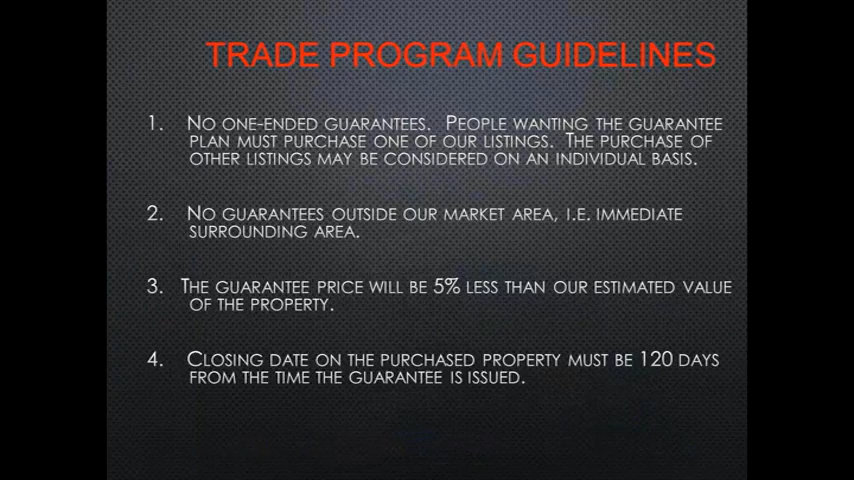 TRADE PROGRAM GUIDELINES
1. NO ONE-ENDED GUARANTEES. PEOPLE WANTING THE GUARANTEE
PLAN MUST PURCHASE ONE OF OUR LISTINGS. THE PURCHASE OF
OTHER LISTINGS MAY BE CONSIDERED ON AN INDIVIDUAL BASIS.
2. NO GUARANTEES OUTSIDE OUR MARKET AREA, I.E. IMMEDIATE
SURROUNDING AREA.
3. THE GUARANTEE PRICE WILL BE 5% LESS THAN OUR ESTIMATED VALUE
OF THE PROPERTY.
4. CLOSING DATE ON THE PURCHASED PROPERTY MUST BE 120 DAYS
FROM THE TIME THE GUARANTEE IS ISSUED.